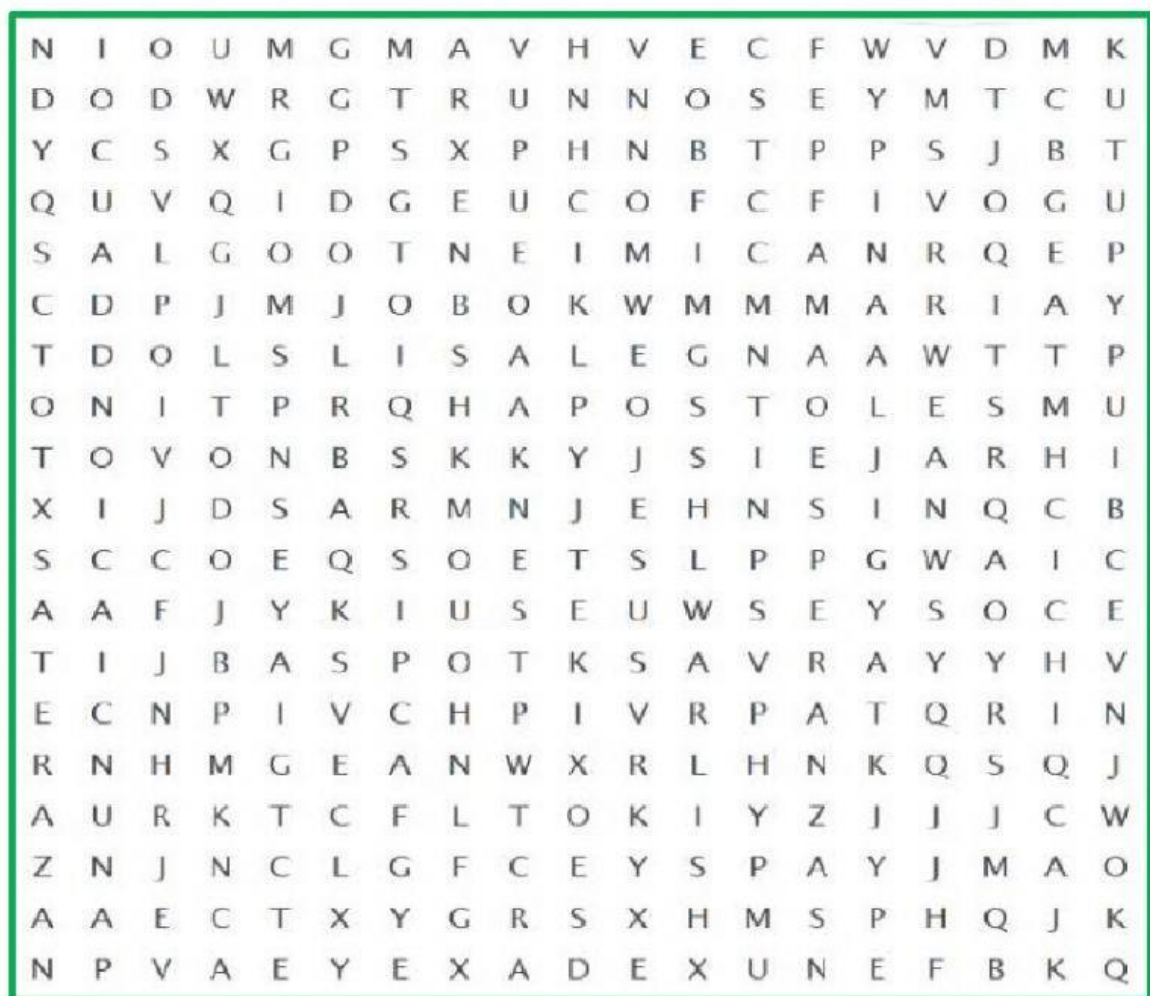 N I O U M G M A V H V E C F W V D M K
D O D W R G T R U N N O S E Y M T C U
Y C S X G P S X P H N B T P P S J B T
Q U V Q I D G E U C O F C F I V O G U
S A L G O O T N E I M I C A N R Q E P
C D P J M J O B O K W M M M A R I A Y
T D O L S L I S A L E G N A A W T T P
O N I T P R Q H A P O S T O L E S M U
T O V O N B S K K Y J S I E J A R H I
X I J D S A R M N J E H N S I N Q C B
S C C O E Q S O E T S L P P G W A I C
A A F J Y K I U S E U W S E Y S O C E
T I J B A S P O T K S A V R A Y Y H V
E C N P I V C H P I V R P A T Q R I N
R N H M G E A N W X R L H N K Q S Q J
A U R K T C F L T O K I Y Z J J J C W
Z N J N C L G F C E Y S P A Y J M A O
A A E C T X Y G R S X H M S P H Q J K
N P V A E Y E X A D E X U N E F B K Q